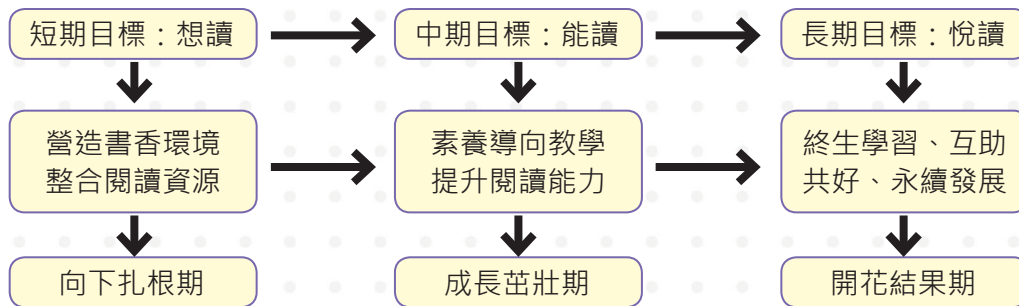 短期目標：想讀
中期目標：能讀
長期目標：悅讀
營造書香環境
整合閱讀資源
素養導向教學
提升閱讀能力
終生學習、互助
共好、永續發展
向下扎根期
成長茁壯期
開花結果期